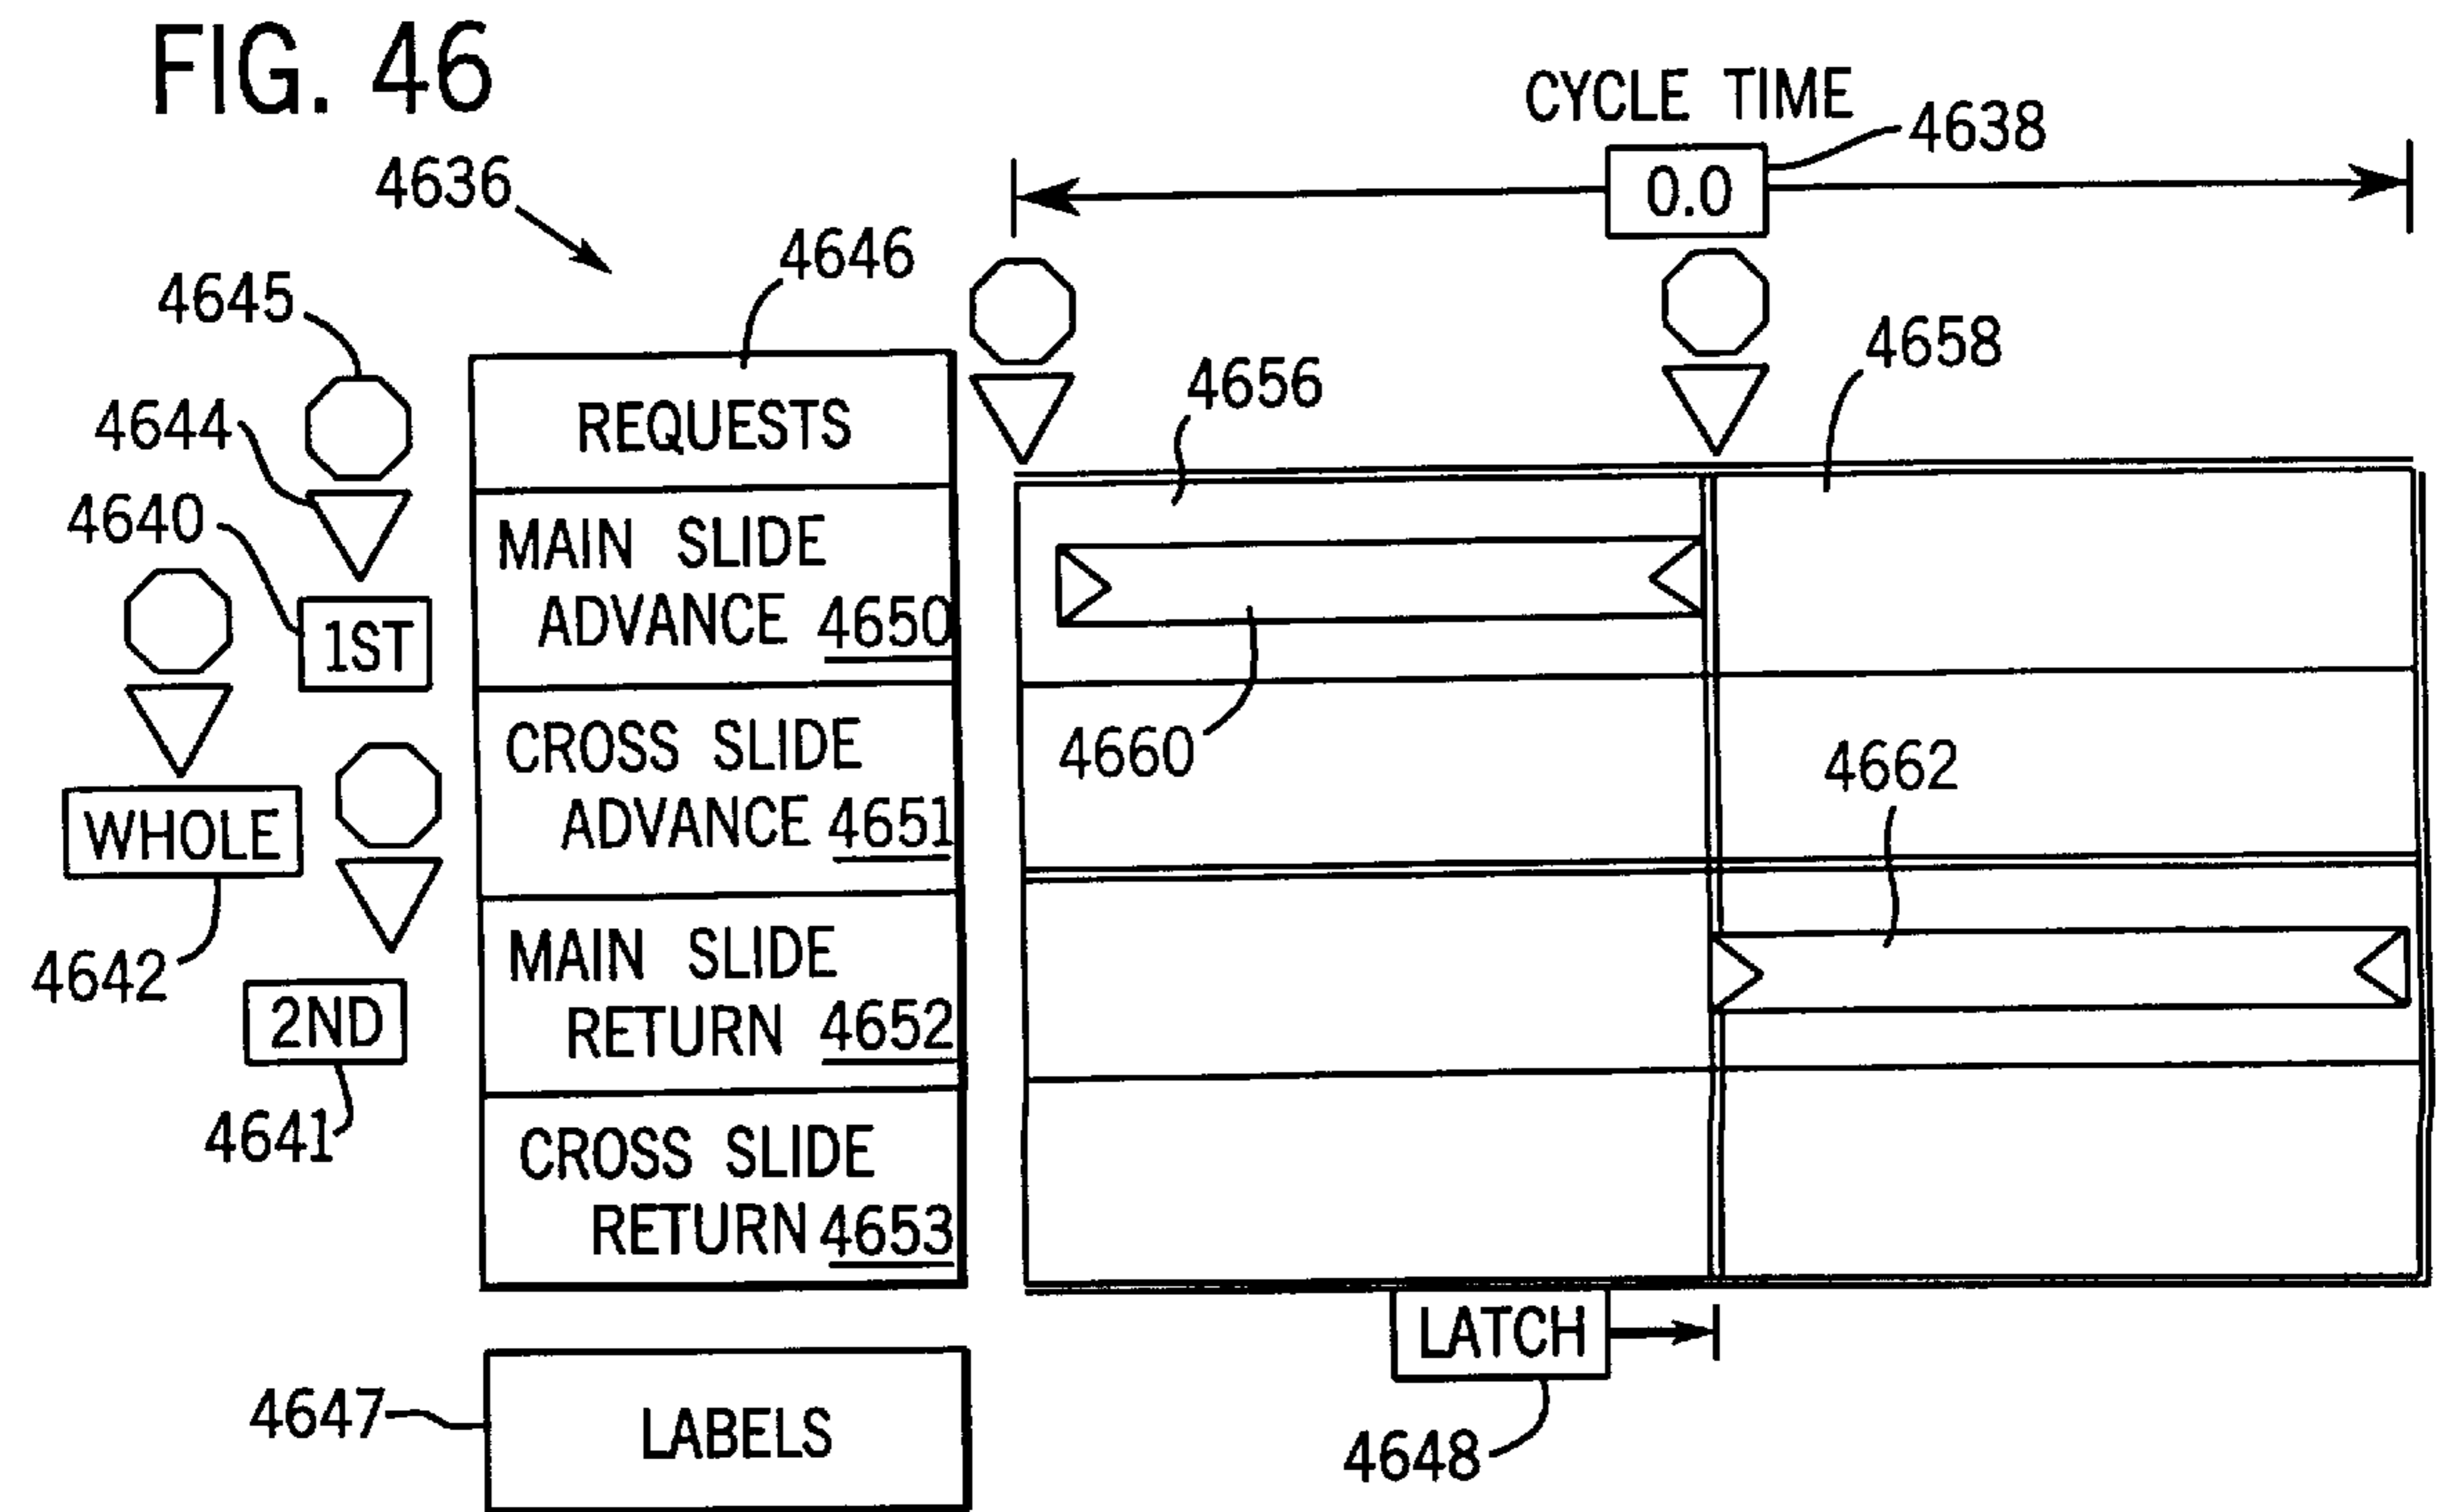 FIG. 46
CYCLE TIME
4638
0.0
4636
4646
4645
4658
4656
4644
REQUESTS
4640
MAIN SLIDE
ADVANCE 4650
1ST
4660
CROSS SLIDE
ADVANCE 4651
4662
WHOLE
4642
MAIN SLIDE
RETURN 4652
2ND
4641
CROSS SLIDE
RETURN 4653
LATCH
4647
LABELS
4648